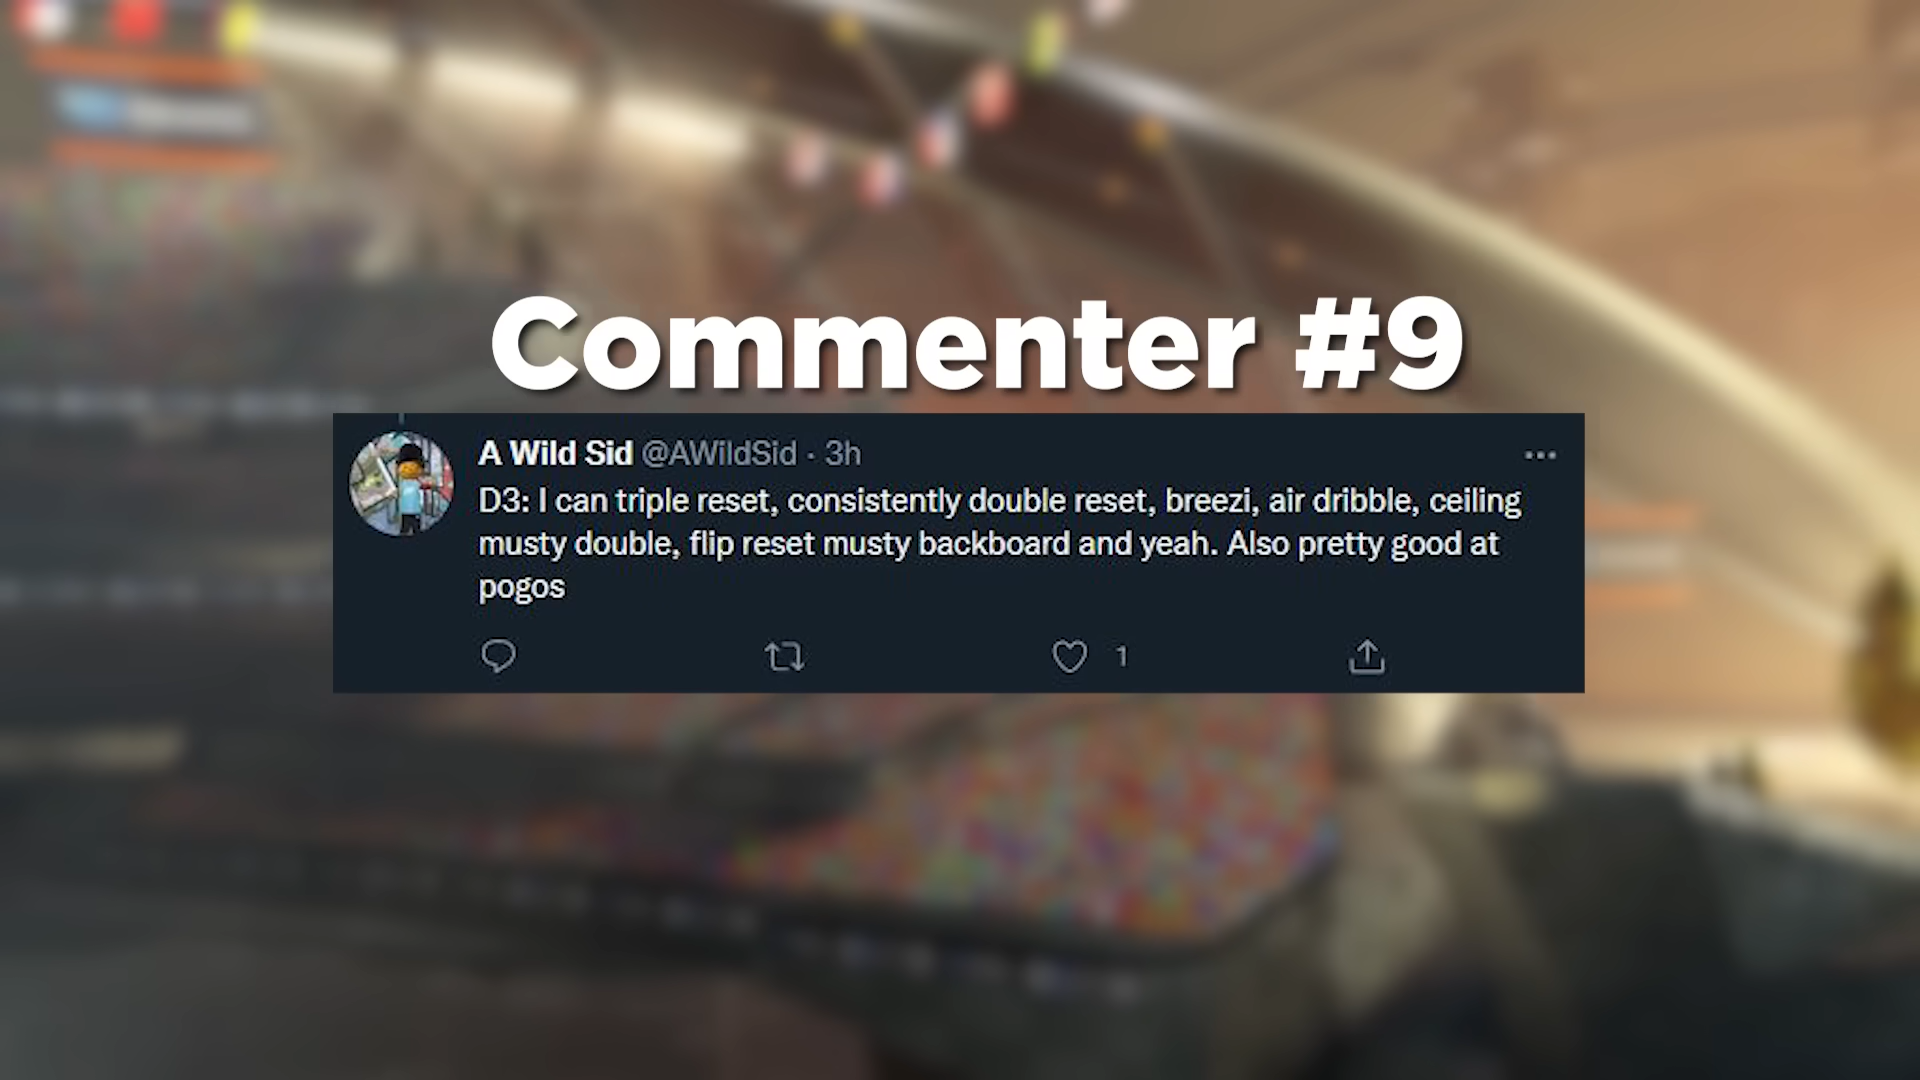 Commenter #9
A Wild Sid @AWildSid · 3h
D3: I can triple reset, consistently double reset, breezi, air dribble, ceiling
musty double, flip reset musty backboard and yeah. Also pretty good at
pogos
1